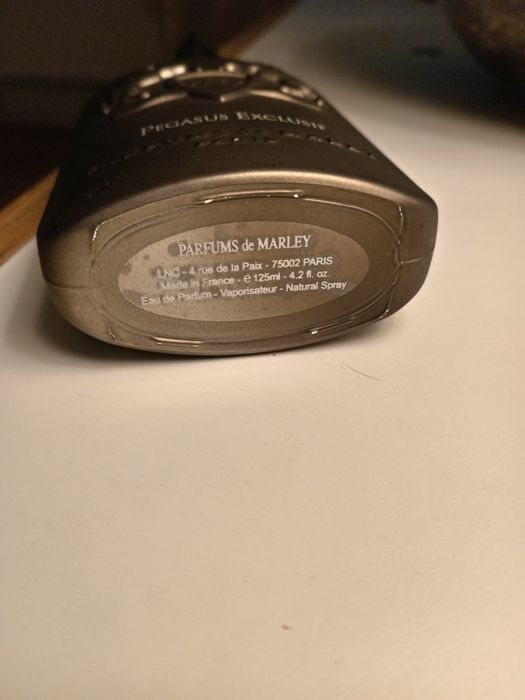 PEGASUS EXCLUSIF
PARFUMS de MARLEY
LNC - 4 rue de la Paix - 75002 PARIS
Made in France - e 125ml - 4.2 fl. oz.
Eau de Parfum - Vaporisateur - Natural Spray